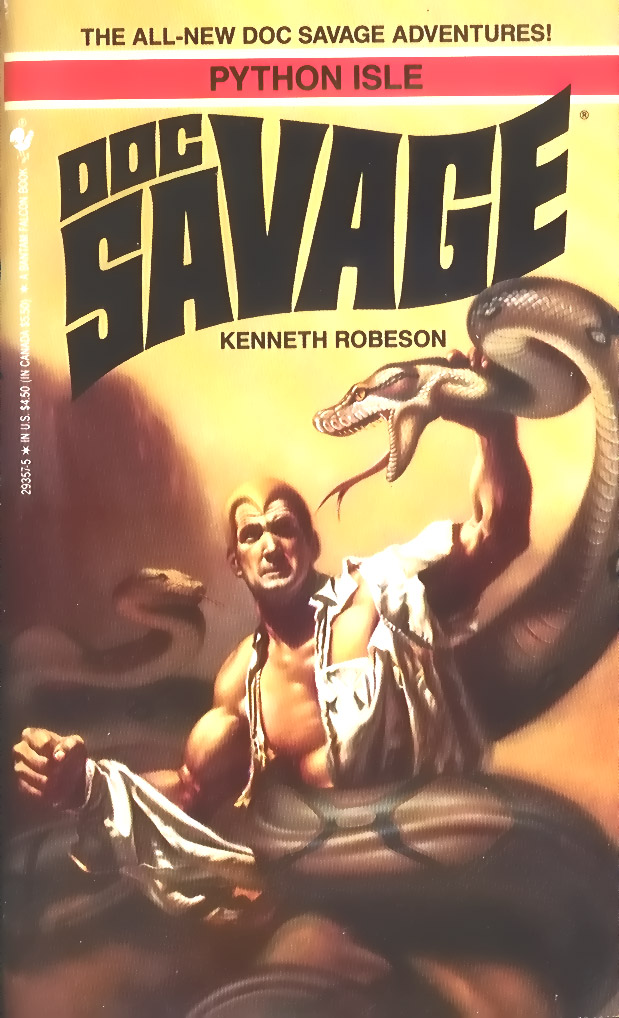 THE ALL-NEW DOC SAVAGE ADVENTURES!
PYTHON ISLE
DOC
SAVAGE®
KENNETH ROBESON
29357-5 ★ IN U.S. $4.50 (IN CANADA $5.50) ★ A BANTAM FALCON BOOK